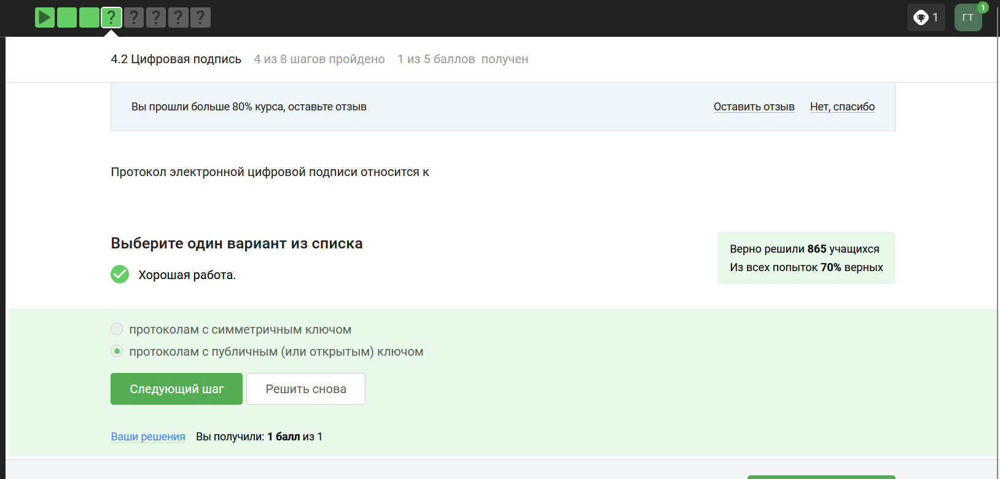 ? ? ? ? ?
1
ГТ
1
4.2 Цифровая подпись 4 из 8 шагов пройдено 1 из 5 баллов получен
Вы прошли больше 80% курса, оставьте отзыв
Оставить отзыв Нет, спасибо
Протокол электронной цифровой подписи относится к
Выберите один вариант из списка
Хорошая работа.
Верно решили 865 учащихся
Из всех попыток 70% верных
протоколам с симметричным ключом
протоколам с публичным (или открытым) ключом
Следующий шаг Решить снова
Ваши решения Вы получили: 1 балл из 1